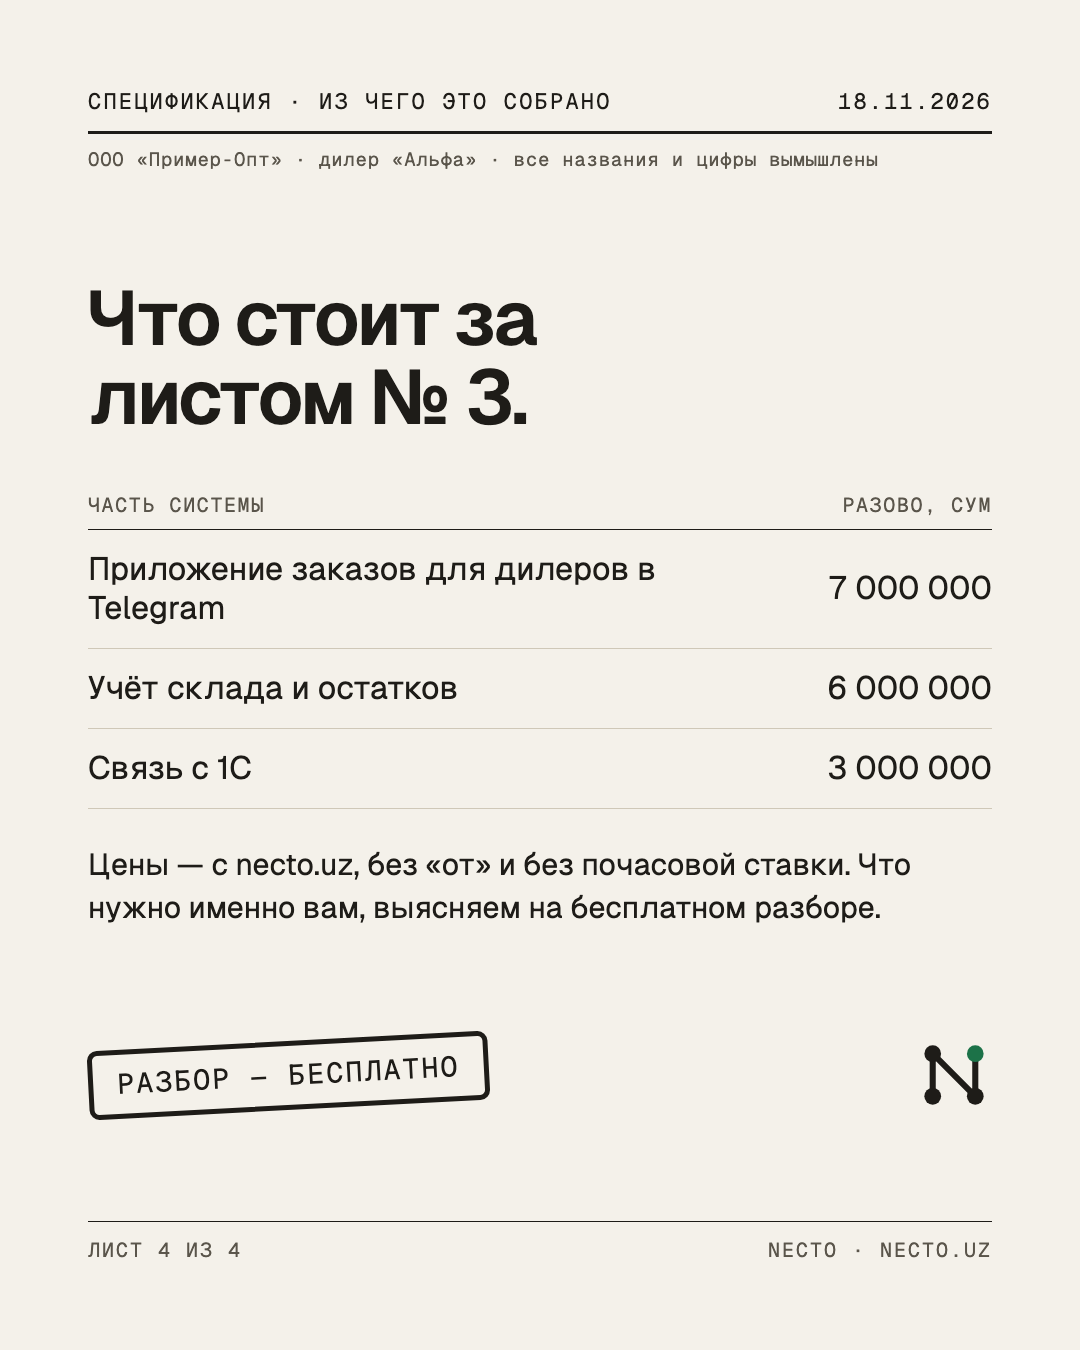 СПЕЦИФИКАЦИЯ · ИЗ ЧЕГО ЭТО СОБРАНО 18.11.2026
ООО «Пример-Опт» · дилер «Альфа» · все названия и цифры вымышлены
Что стоит за
листом № 3.
ЧАСТЬ СИСТЕМЫ РАЗОВО, СУМ
Приложение заказов для дилеров в
Telegram 7 000 000
Учёт склада и остатков 6 000 000
Связь с 1С 3 000 000
Цены — с necto.uz, без «от» и без почасовой ставки. Что
нужно именно вам, выясняем на бесплатном разборе.
РАЗБОР — БЕСПЛАТНО
ЛИСТ 4 ИЗ 4 NECTO · NECTO.UZ